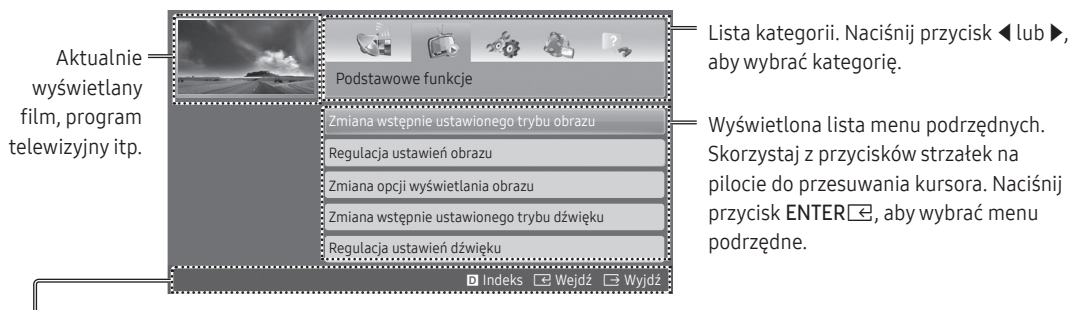 Aktualnie
wyświetlany
film, program
telewizyjny itp.
Podstawowe funkcje
Zmiana wstępnie ustawionego trybu obrazu
Regulacja ustawień obrazu
Zmiana opcji wyświetlania obrazu
Zmiana wstępnie ustawionego trybu dźwięku
Regulacja ustawień dźwięku
D Indeks Wejdź Wyjdź
Lista kategorii. Naciśnij przycisk ◀ lub ▶,
aby wybrać kategorię.
Wyświetlona lista menu podrzędnych.
Skorzystaj z przycisków strzałek na
pilocie do przesuwania kursora. Naciśnij
przycisk ENTER, aby wybrać menu
podrzędne.